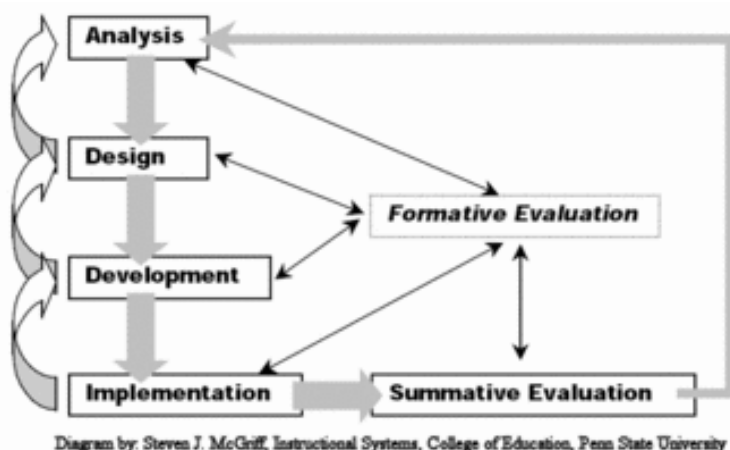 Analysis
Design
Formative Evaluation
Development
Implementation
Summative Evaluation
Diagram by: Steven J. McGriff, Instructional Systems, College of Education, Penn State University